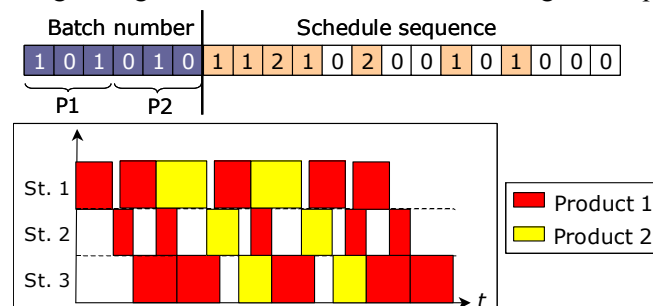 Batch number Schedule sequence
1 0 1 0 1 0 1 1 2 1 0 2 0 0 1 0 1 0 0 0
P1 P2
St. 1
St. 2
St. 3
t
Product 1
Product 2